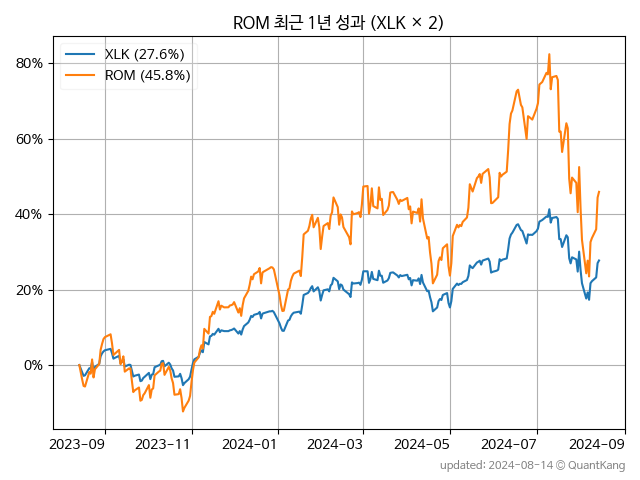 ROM 최근 1년 성과 (XLK × 2)
XLK (27.6%)
ROM (45.8%)
80%
60%
40%
20%
0%
2023-09 2023-11 2024-01 2024-03 2024-05 2024-07 2024-09
updated: 2024-08-14 © QuantKang